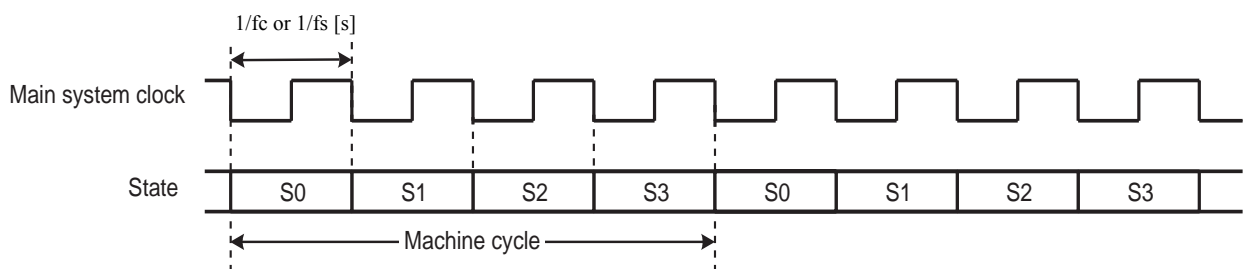 1/fc or 1/fs [s]
Main system clock
State S0 S1 S2 S3 S0 S1 S2 S3
Machine cycle